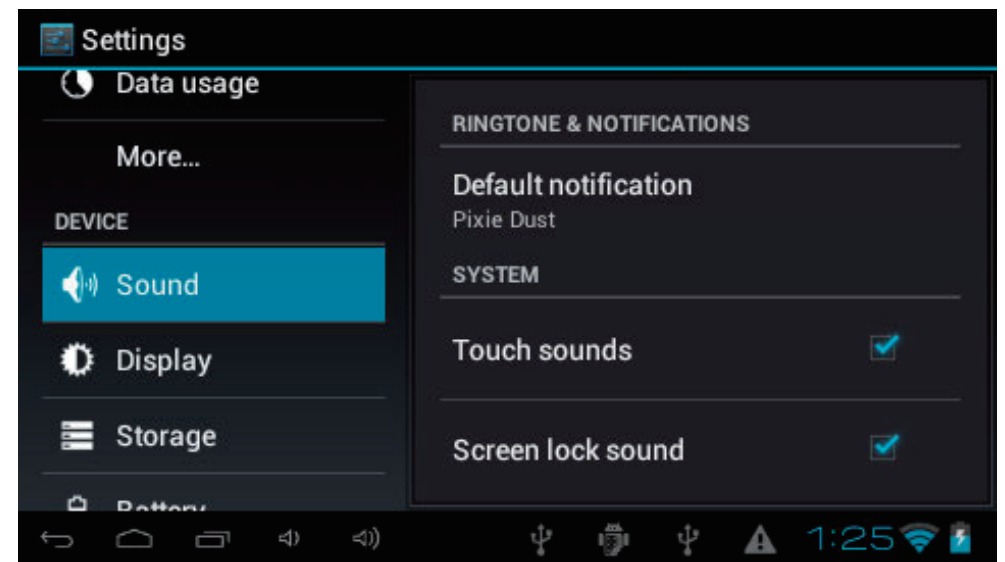 Settings
Data usage
More...
DEVICE
Sound
Display
Storage
Battery
RINGTONE & NOTIFICATIONS
Default notification
Pixie Dust
SYSTEM
Touch sounds
Screen lock sound
1:25